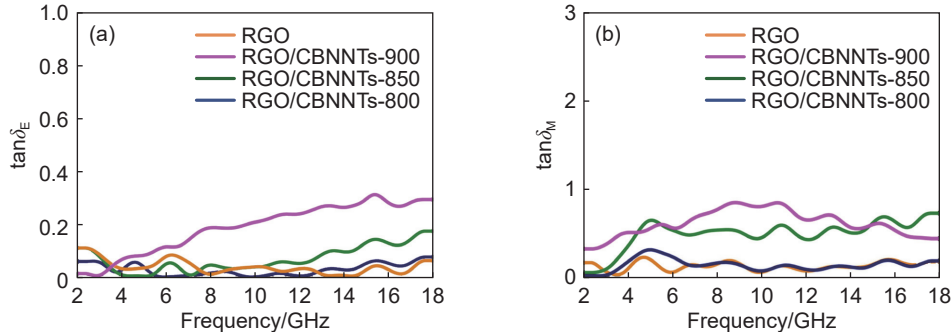 (a)
RGO
RGO/CBNNTs-900
RGO/CBNNTs-850
RGO/CBNNTs-800
tanδE
1.0
0.8
0.6
0.4
0.2
0
2 4 6 8 10 12 14 16 18
Frequency/GHz
(b)
RGO
RGO/CBNNTs-900
RGO/CBNNTs-850
RGO/CBNNTs-800
tanδM
3
2
1
0
2 4 6 8 10 12 14 16 18
Frequency/GHz